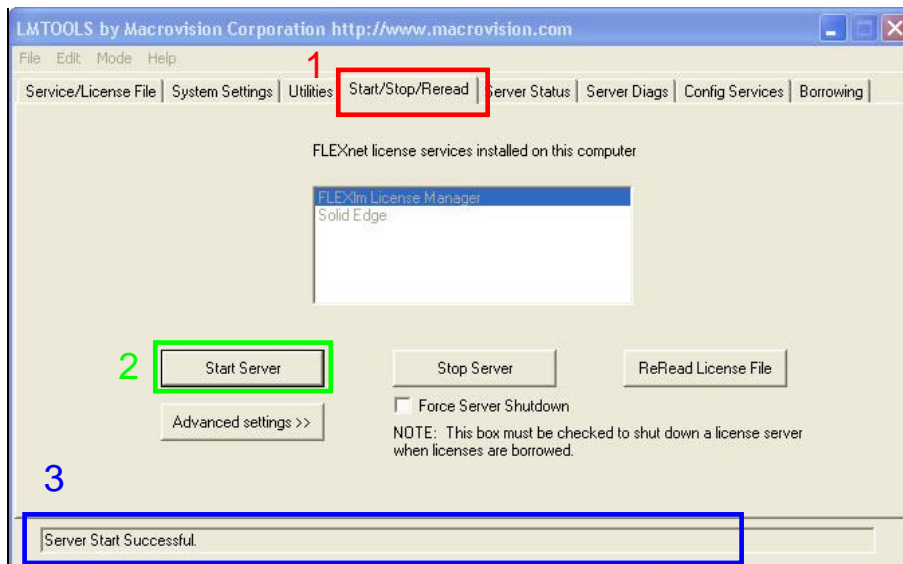 LMTOOLS by Macrovision Corporation http://www.macrovision.com
File Edit Mode Help
1
Service/License File System Settings Utilities Start/Stop/Reread Server Status Server Diags Config Services Borrowing
FLEXnet license services installed on this computer
FLEXlm License Manager
Solid Edge
2
Start Server Stop Server ReRead License File
Force Server Shutdown
Advanced settings >>
NOTE: This box must be checked to shut down a license server
when licenses are borrowed.
3
Server Start Successful.